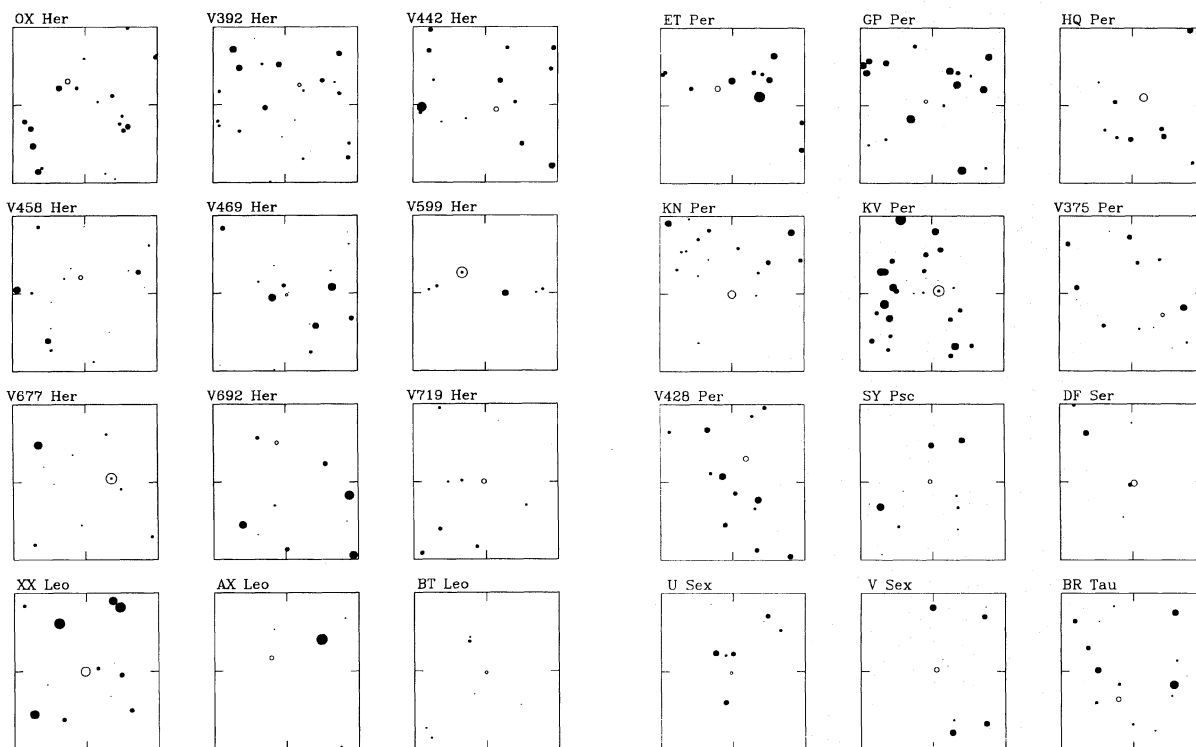 OX Her V392 Her V442 Her ET Per GP Per HQ Per
V458 Her V469 Her V599 Her KN Per KV Per V375 Per
V677 Her V692 Her V719 Her V428 Per SY Psc DF Ser
XX Leo AX Leo BT Leo U Sex V Sex BR Tau